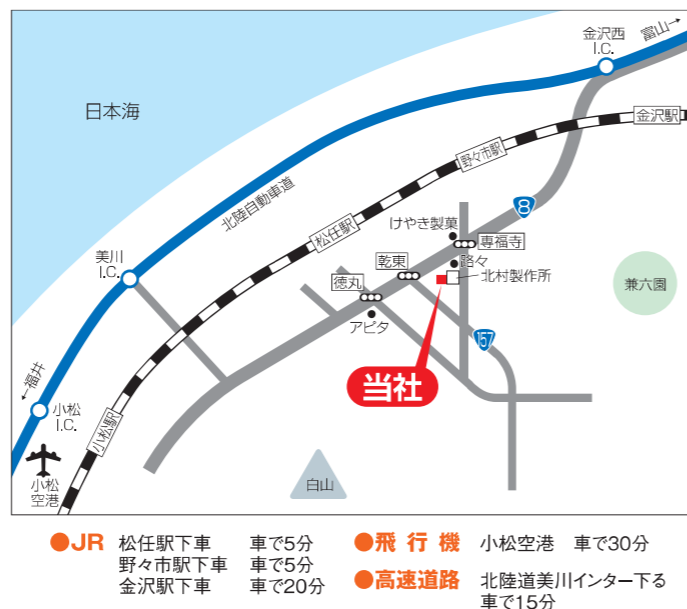 富山→
金沢西
I.C.
日本海
金沢駅
野々市駅
北陸自動車道
8
松任駅
けやき製菓
専福寺
美川
I.C.
路々
乾東
北村製作所
兼六園
徳丸
アピタ
157
当社
←福井
小松
I.C.
小松駅
小松
空港
白山
●JR 松任駅下車 車で5分
野々市駅下車 車で5分
金沢駅下車 車で20分
●飛行機 小松空港 車で30分
●高速道路 北陸道美川インター下る
車で15分